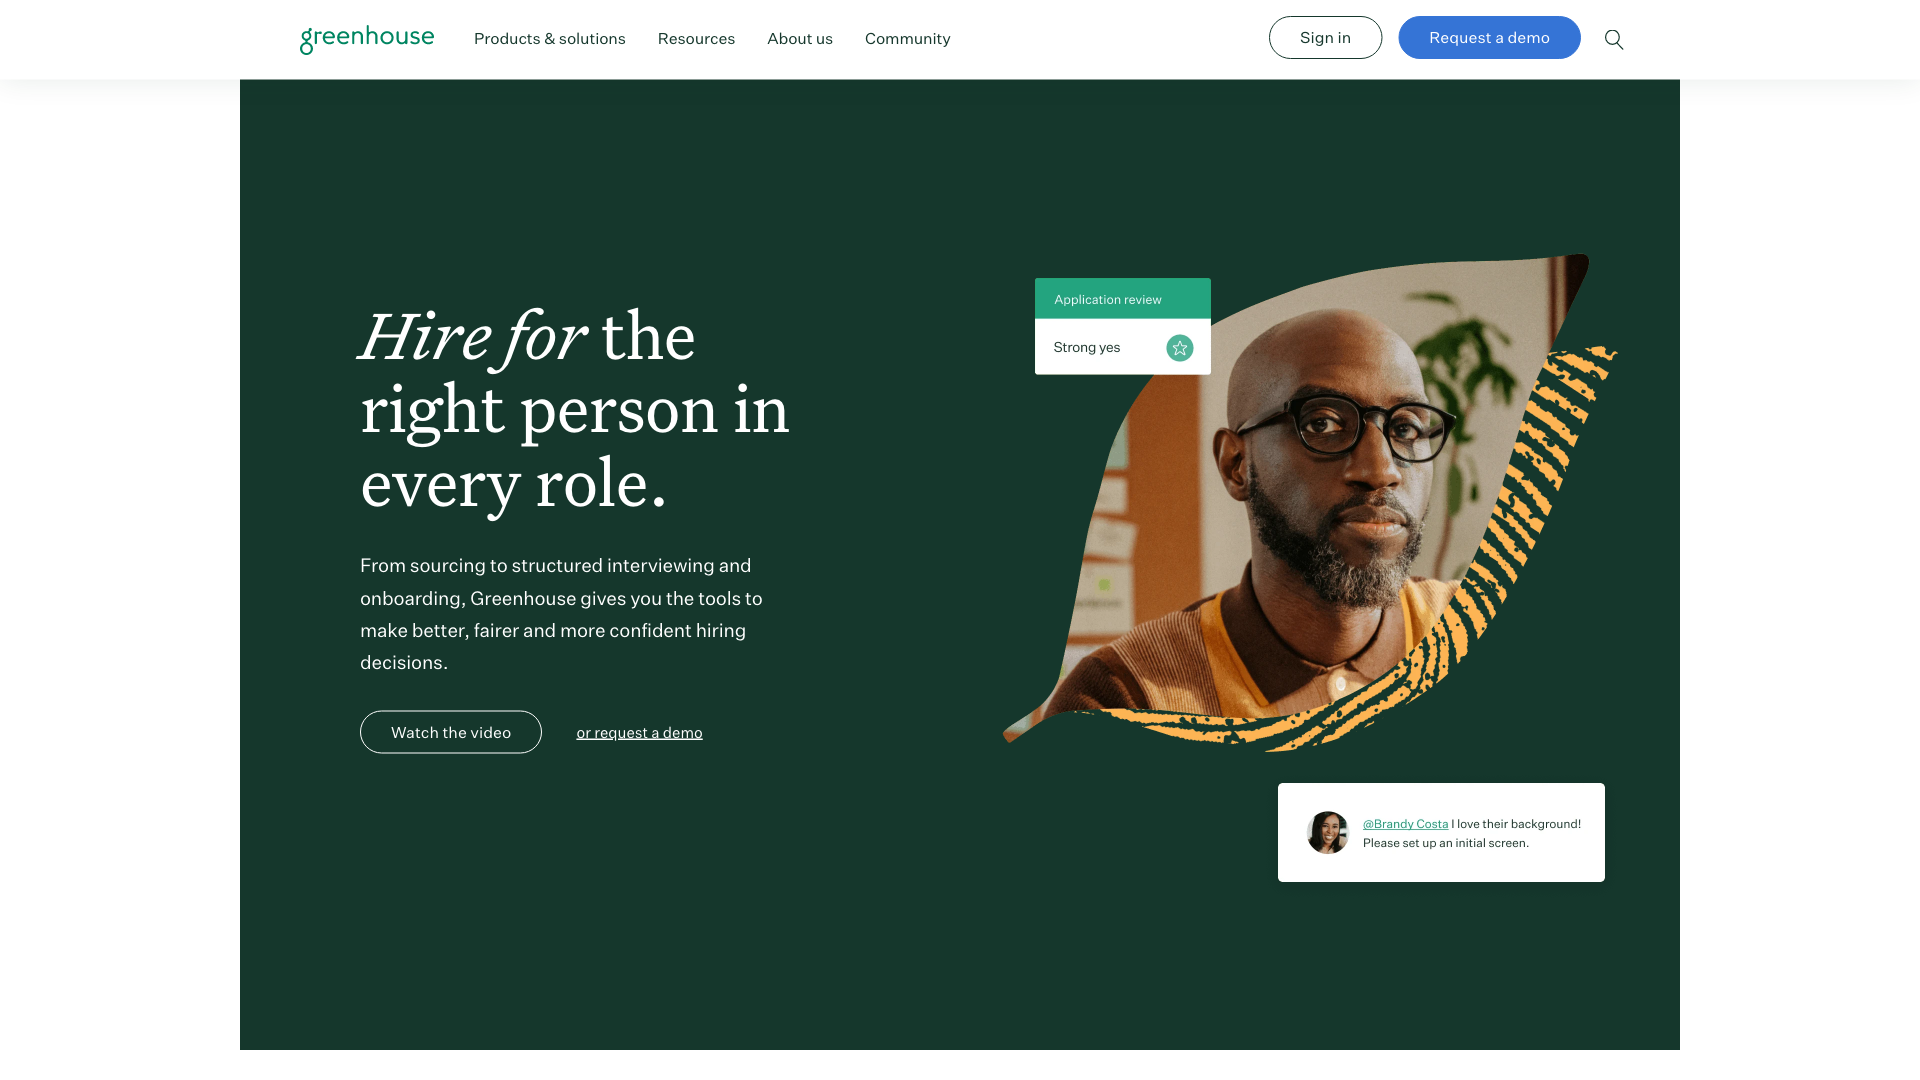 greenhouse
Products & solutions
Resources
About us
Community
Sign in
Request a demo
Hire for the
right person in
every role.
From sourcing to structured interviewing and
onboarding, Greenhouse gives you the tools to
make better, fairer and more confident hiring
decisions.
Watch the video
or request a demo
Application review
Strong yes
@Brandy Costa I love their background!
Please set up an initial screen.